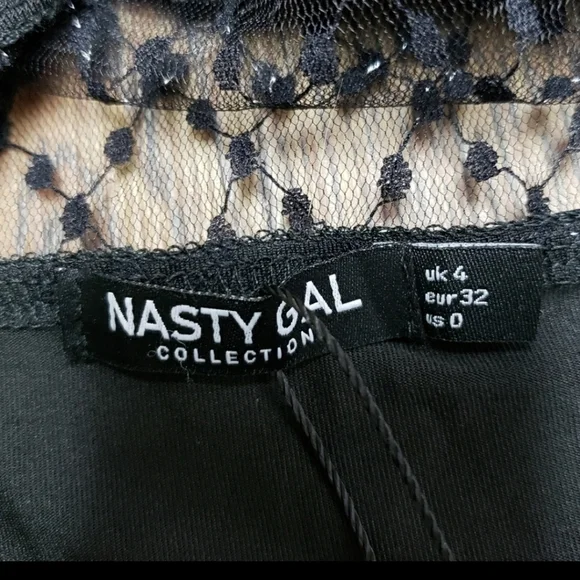 NASTY GAL
COLLECTION
uk 4
eur 32
us 0